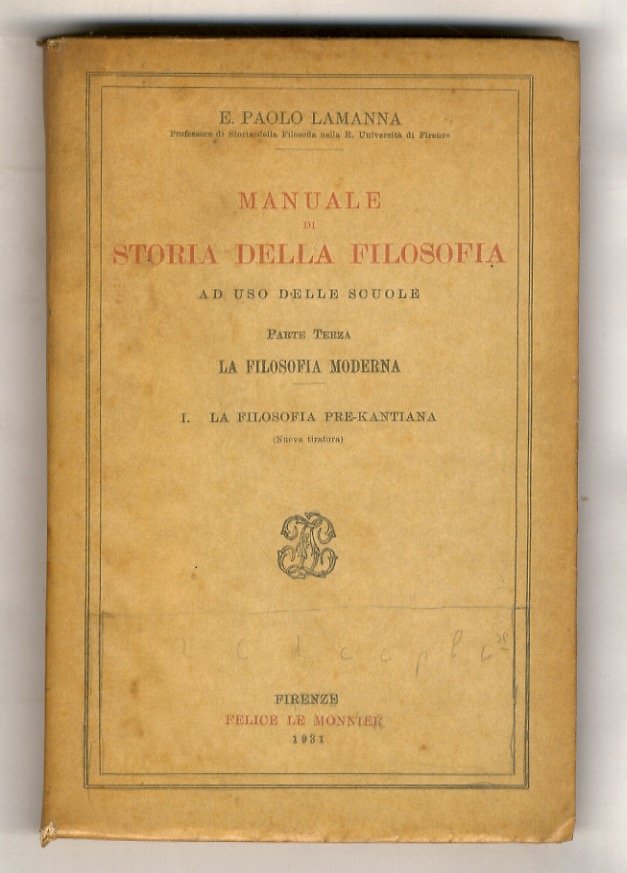 E. PAOLO LAMANNA
Professore di Storia della Filosofia nella R. Università di Firenze
MANUALE
DI
STORIA DELLA FILOSOFIA
AD USO DELLE SCUOLE
PARTE TERZA
LA FILOSOFIA MODERNA
I. LA FILOSOFIA PRE-KANTIANA
(Nuova tiratura)
FIRENZE
FELICE LE MONNIER
1931